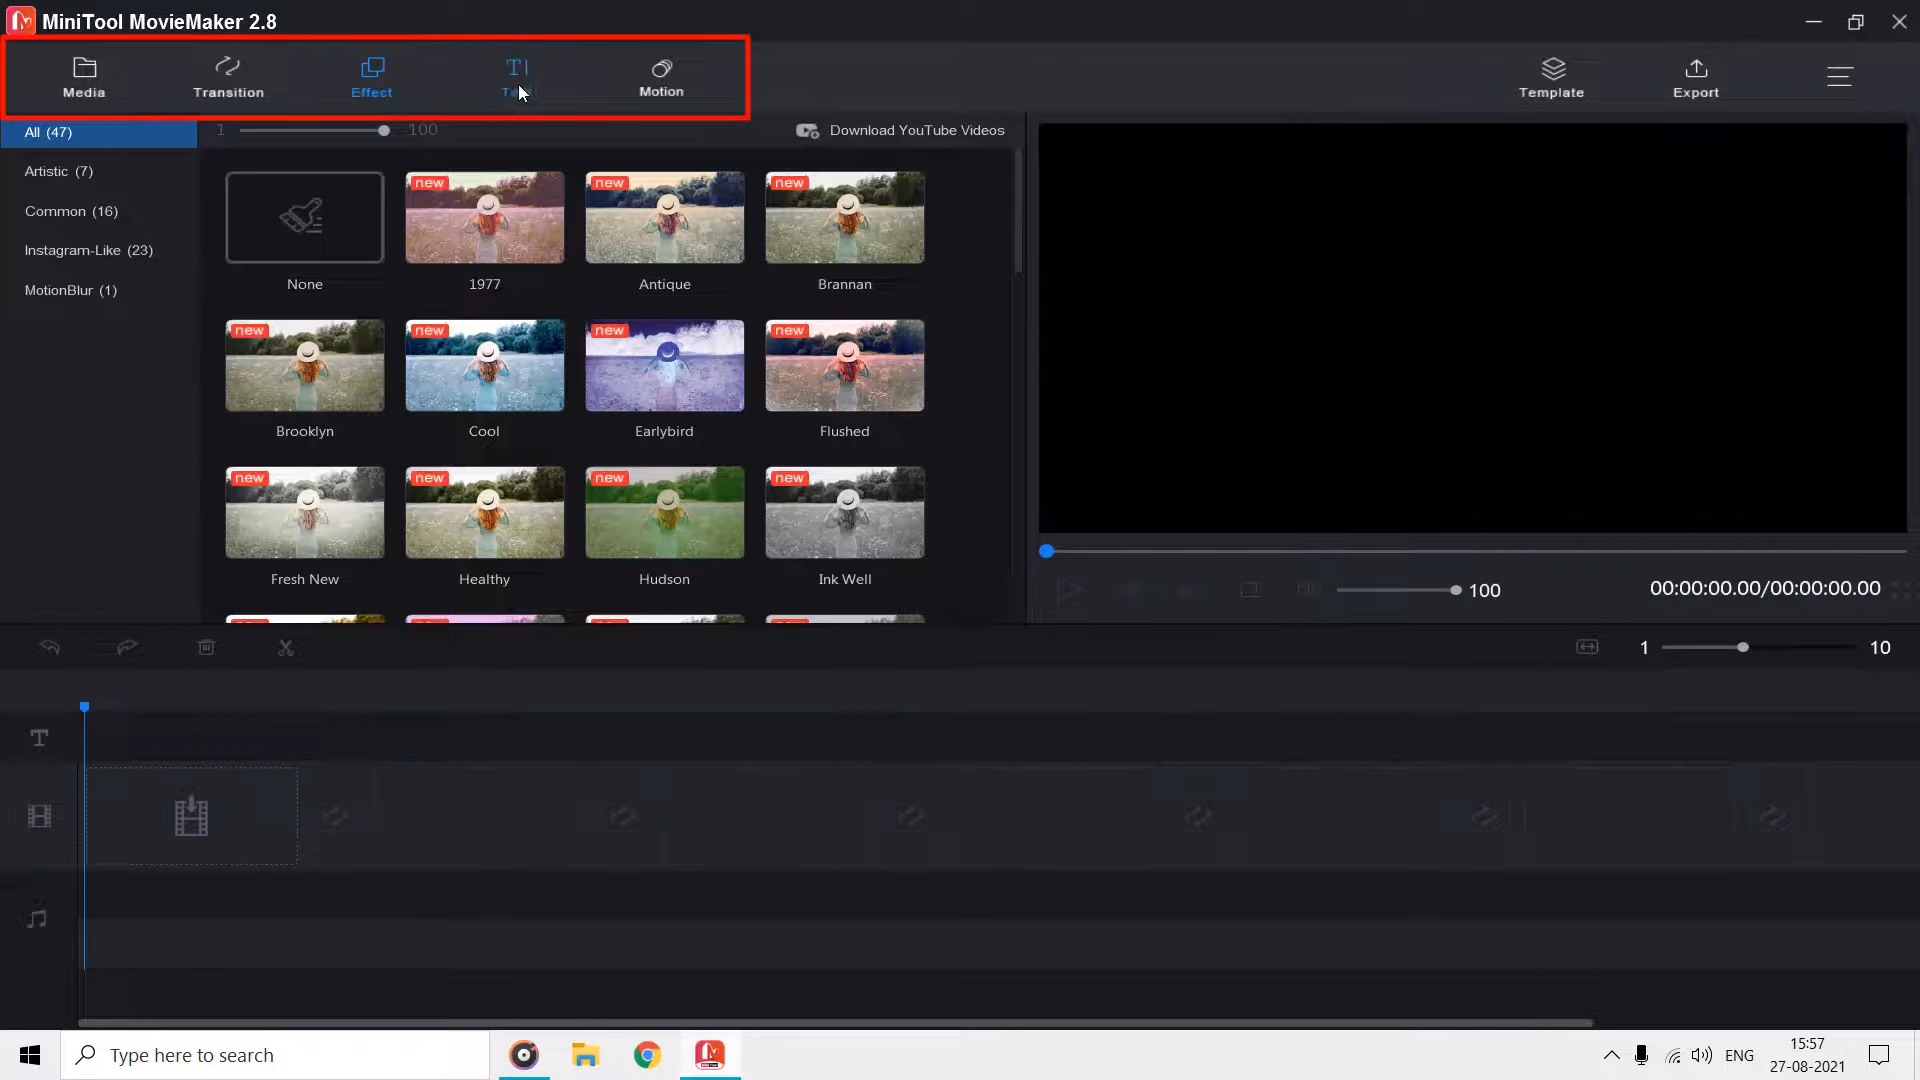 MiniTool MovieMaker 2.8
Media
Transition
Effect
Motion
Template
Export
All (47)
1
100
Download YouTube Videos
Artistic (7)
Common (16)
Instagram-Like (23)
MotionBlur (1)
new
new
new
None
1977
Antique
Brannan
new
new
new
new
Brooklyn
Cool
Earlybird
Flushed
new
new
new
new
Fresh New
Healthy
Hudson
Ink Well
100
00:00:00.00/00:00:00.00
1
10
T
Type here to search
ENG
15:57
27-08-2021